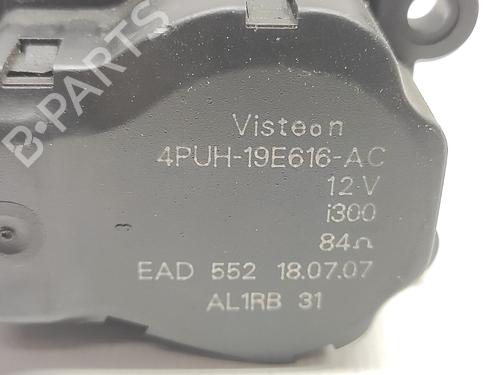 B-PARTS
Visteon
4PUH-19E616-AC
12 V
i300
84Ω
EAD 552 18.07.07
AL1RB 31